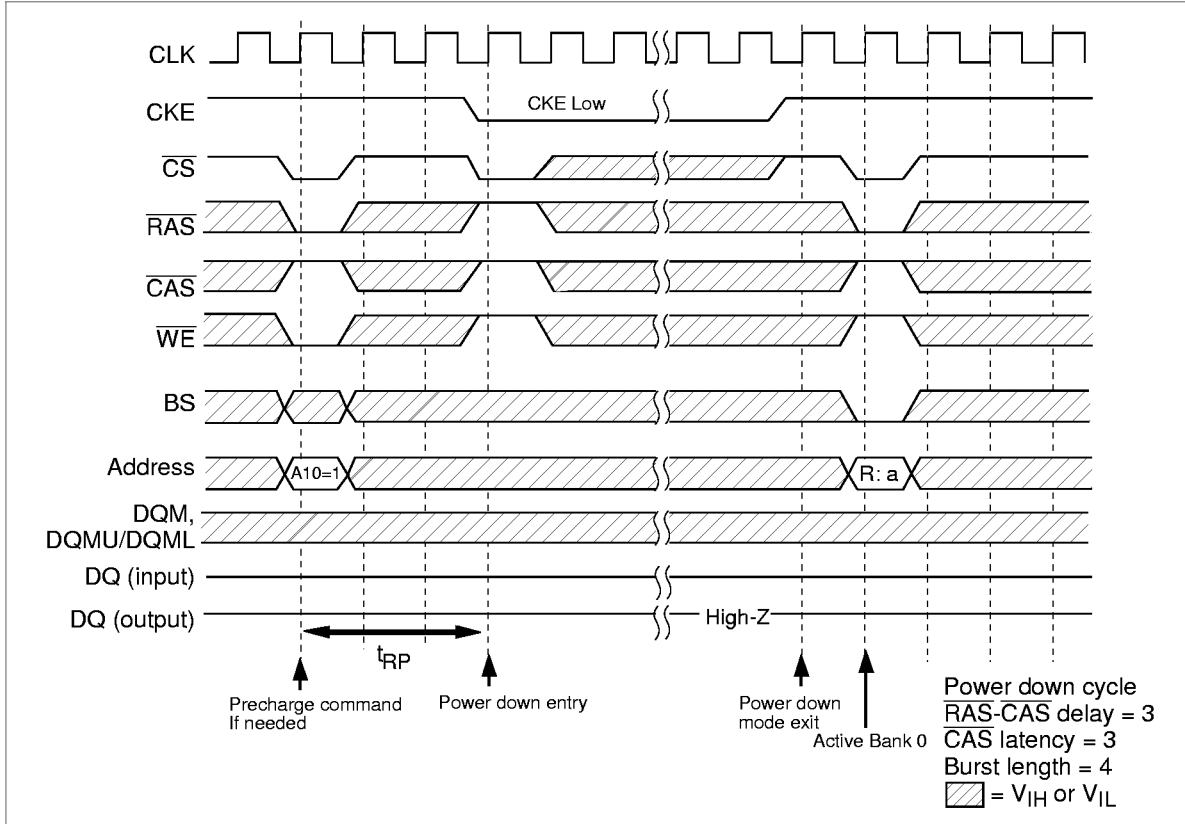 CLK
CKE
CKE Low
CS
RAS
CAS
WE
BS
Address
A10=1
R: a
DQM,
DQMU/DQML
DQ (input)
DQ (output)
High-Z
tRP
Precharge command
If needed
Power down entry
Power down
mode exit
Active Bank 0
Power down cycle
RAS-CAS delay = 3
CAS latency = 3
Burst length = 4
= VIH or VIL